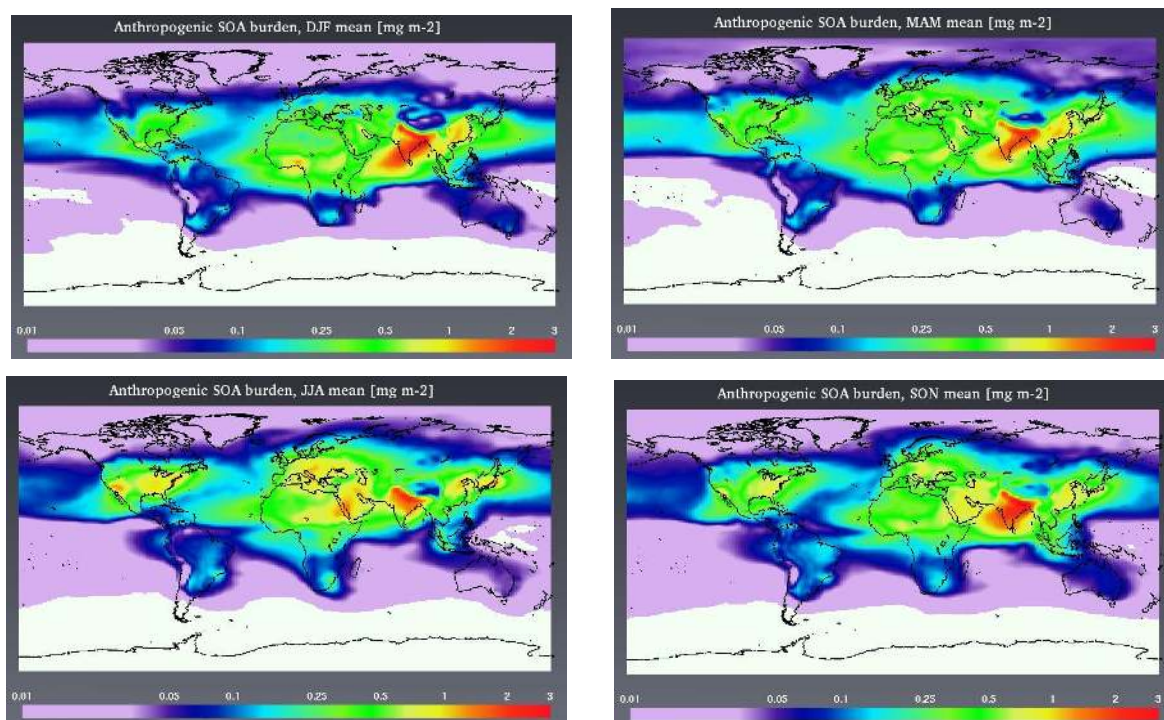 Anthropogenic SOA burden, DJF mean [mg m-2]
0.01 0.05 0.1 0.25 0.5 1 2 3
Anthropogenic SOA burden, MAM mean [mg m-2]
0.01 0.05 0.1 0.25 0.5 1 2 3
Anthropogenic SOA burden, JJA mean [mg m-2]
0.01 0.05 0.1 0.25 0.5 1 2 3
Anthropogenic SOA burden, SON mean [mg m-2]
0.01 0.05 0.1 0.25 0.5 1 2 3